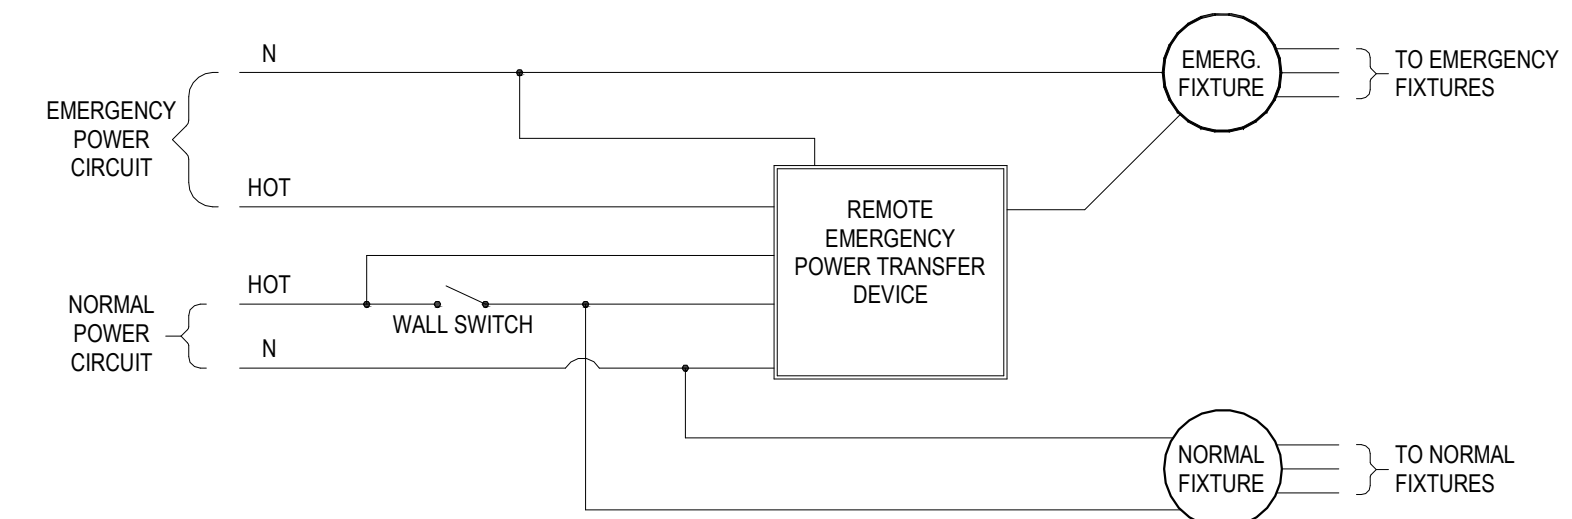 N
EMERGENCY
POWER
CIRCUIT
HOT
HOT
NORMAL
POWER
CIRCUIT
WALL SWITCH
N
REMOTE
EMERGENCY
POWER TRANSFER
DEVICE
EMERG.
FIXTURE
TO EMERGENCY
FIXTURES
NORMAL
FIXTURE
TO NORMAL
FIXTURES